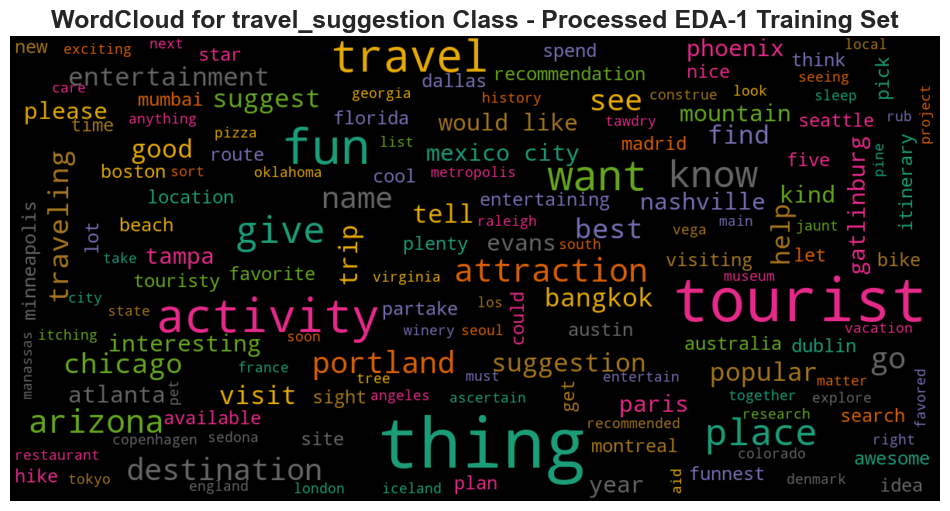 WordCloud for travel_suggestion Class - Processed EDA-1 Training Set
new exciting next star travel spend phoenix think local
entertainment care dallas recommendation nice seeing pick
please mumbai suggest georgia history see construe look mountain sleep rub project
time anything florida would like tawdry find seattle
good pizza list fun mexico city madrid five pine itinerary
boston sort route oklahoma cool metropolis want know kind gatlinburg
traveling location name entertaining nashville jaunt
minneapolis lot beach give trip tell raleigh best vega main help let bike
take tampa plenty evans south attraction visiting
city touristy favorite virginia museum
state activity partake los could bangkok tourist
itching soon winery seoul austin vacation
manassas interesting portland suggestion australia dublin go
chicago france tree must entertain popular matter favored
atlanta pet visit sight angeles ascertain get paris together explore
arizona available thing recommended place research search
copenhagen sedona site montreal colorado right
restaurant destination funnest awesome
hike tokyo england london iceland plan year aid denmark idea